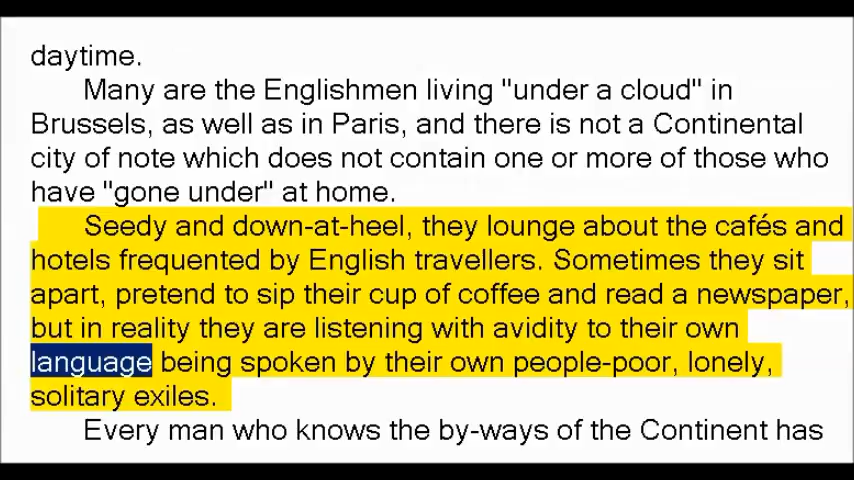 daytime.
Many are the Englishmen living "under a cloud" in
Brussels, as well as in Paris, and there is not a Continental
city of note which does not contain one or more of those who
have "gone under" at home.
Seedy and down-at-heel, they lounge about the cafés and
hotels frequented by English travellers. Sometimes they sit
apart, pretend to sip their cup of coffee and read a newspaper,
but in reality they are listening with avidity to their own
language being spoken by their own people-poor, lonely,
solitary exiles.
Every man who knows the by-ways of the Continent has